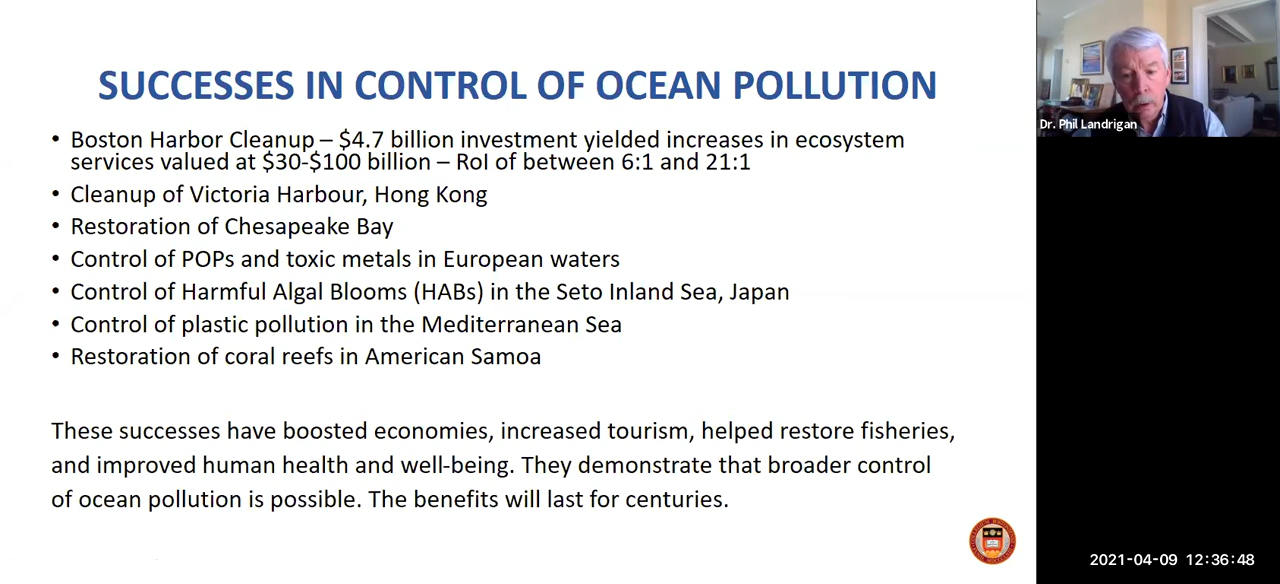 SUCCESSES IN CONTROL OF OCEAN POLLUTION
• Boston Harbor Cleanup – $4.7 billion investment yielded increases in ecosystem
services valued at $30-$100 billion – RoI of between 6:1 and 21:1
• Cleanup of Victoria Harbour, Hong Kong
• Restoration of Chesapeake Bay
• Control of POPs and toxic metals in European waters
• Control of Harmful Algal Blooms (HABs) in the Seto Inland Sea, Japan
• Control of plastic pollution in the Mediterranean Sea
• Restoration of coral reefs in American Samoa
These successes have boosted economies, increased tourism, helped restore fisheries,
and improved human health and well-being. They demonstrate that broader control
of ocean pollution is possible. The benefits will last for centuries.
Dr. Phil Landrigan
2021-04-09 12:36:48